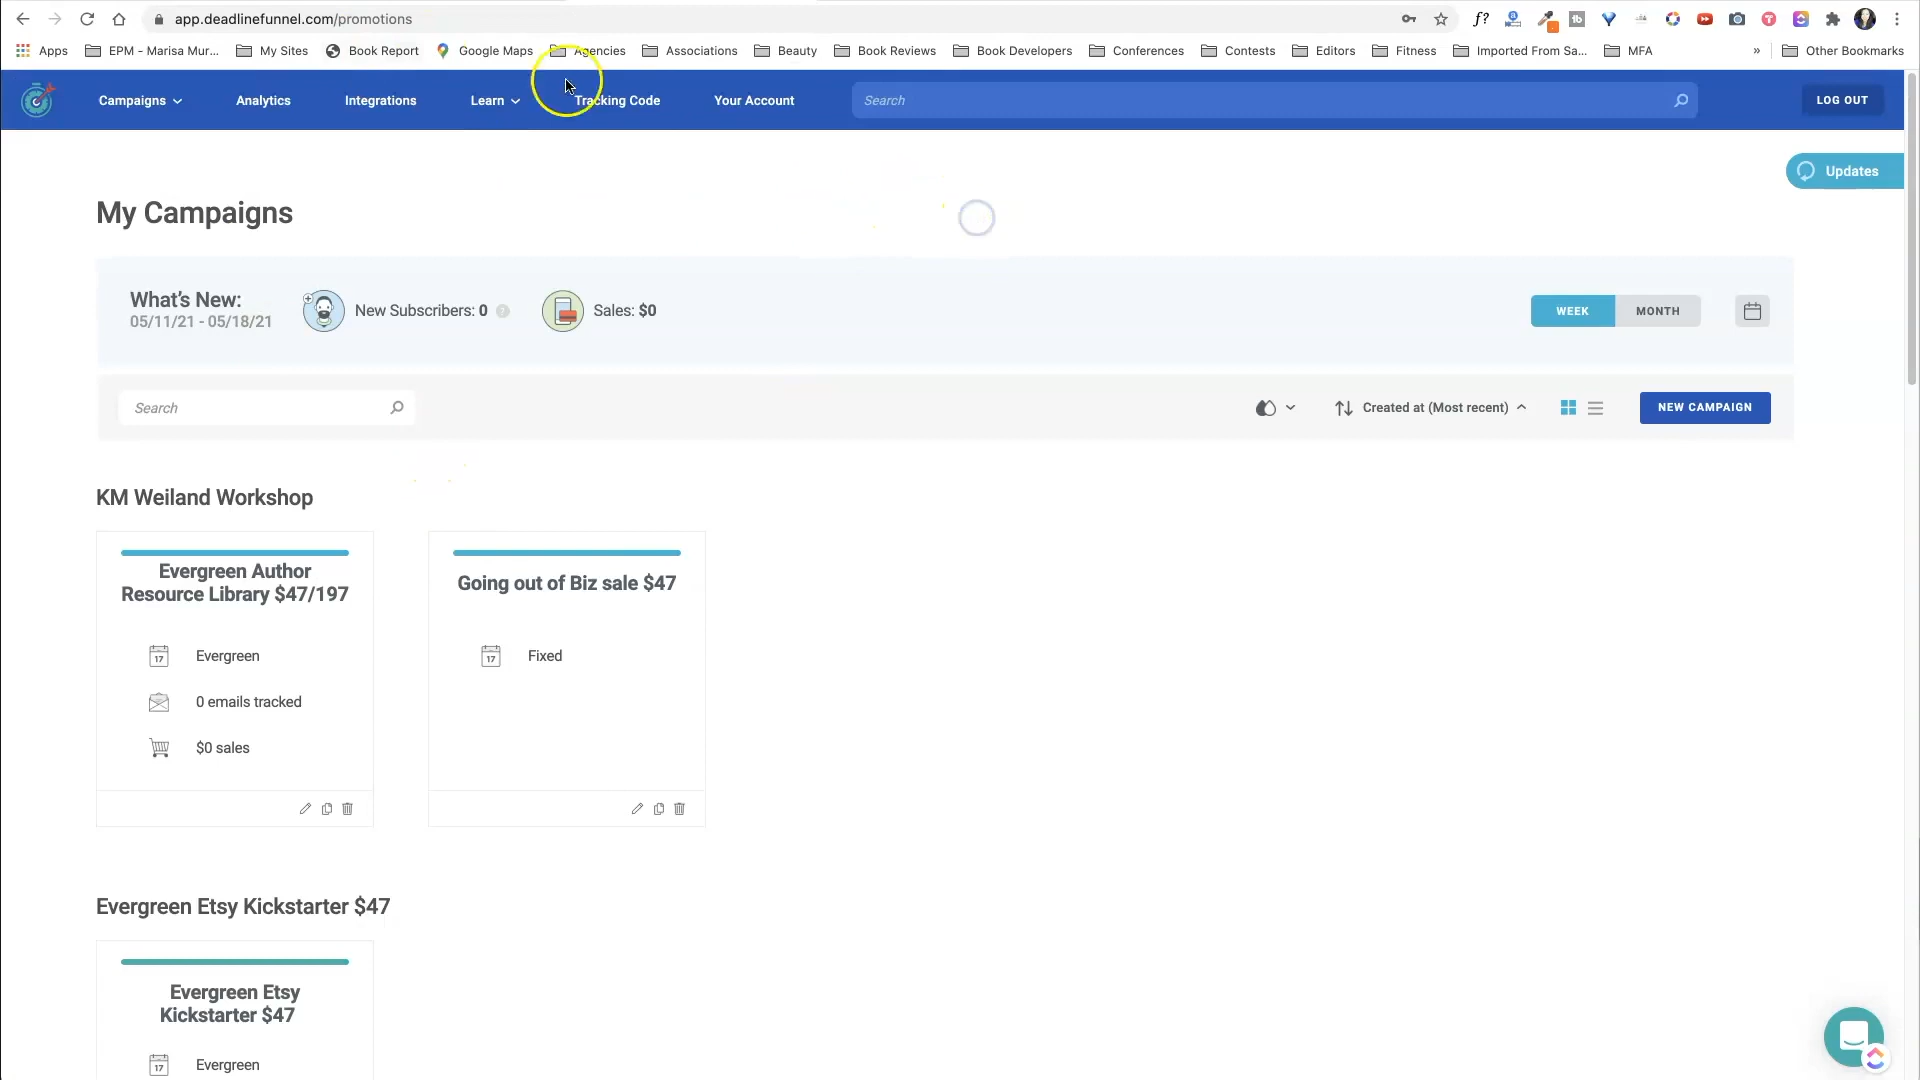 app.deadlinefunnel.com/promotions
Apps EPM - Marisa Mur... My Sites Book Report Google Maps Agencies Associations Beauty Book Reviews Book Developers Conferences Contests Editors Fitness Imported From Sa... MFA » Other Bookmarks
Campaigns Analytics Integrations Learn Tracking Code Your Account Search LOG OUT
Updates
My Campaigns
What's New:
05/11/21 - 05/18/21
New Subscribers: 0 ?
Sales: $0
WEEK MONTH
Search
Created at (Most recent)
NEW CAMPAIGN
KM Weiland Workshop
Evergreen Author
Resource Library $47/197
17 Evergreen
0 emails tracked
$0 sales
Going out of Biz sale $47
17 Fixed
Evergreen Etsy Kickstarter $47
Evergreen Etsy
Kickstarter $47
17 Evergreen